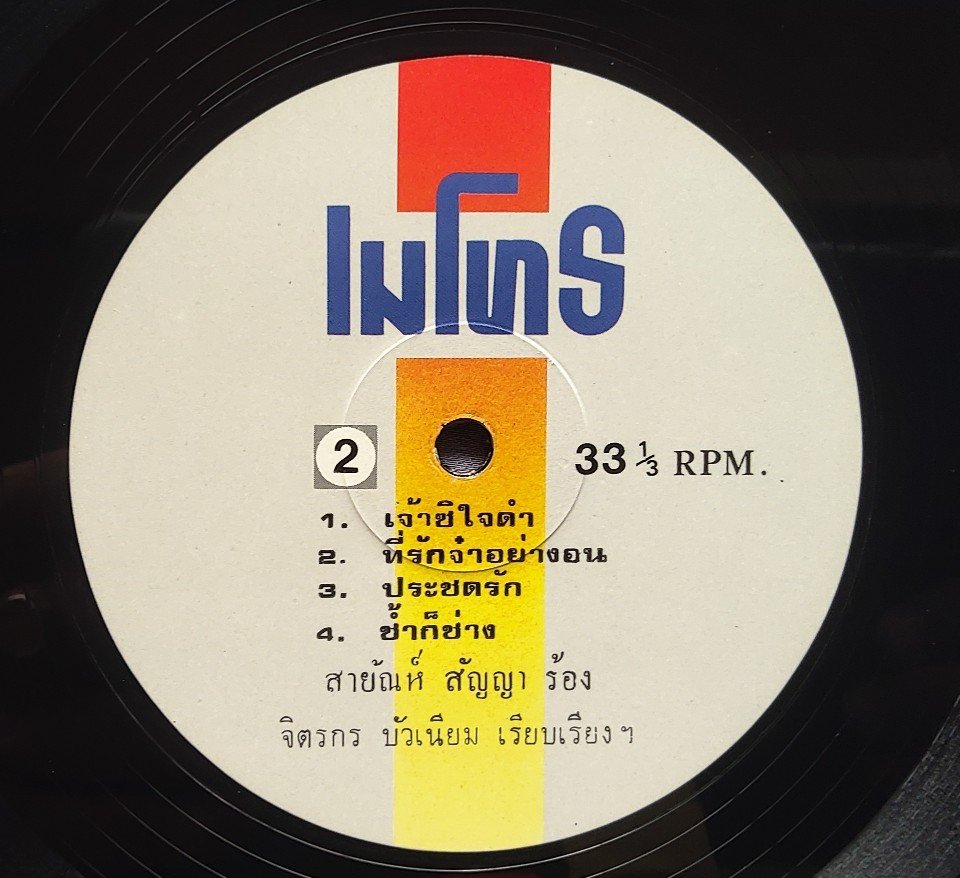 เมโทร
2
33 1/3 RPM.
1. เจ้าซิใจดำ
2. ที่รักจ๋าอย่างอน
3. ประชดรัก
4. ช้ำก็ช่าง
สายัณห์ สัญญา ร้อง
จิตรกร บัวเนียม เรียบเรียงฯ